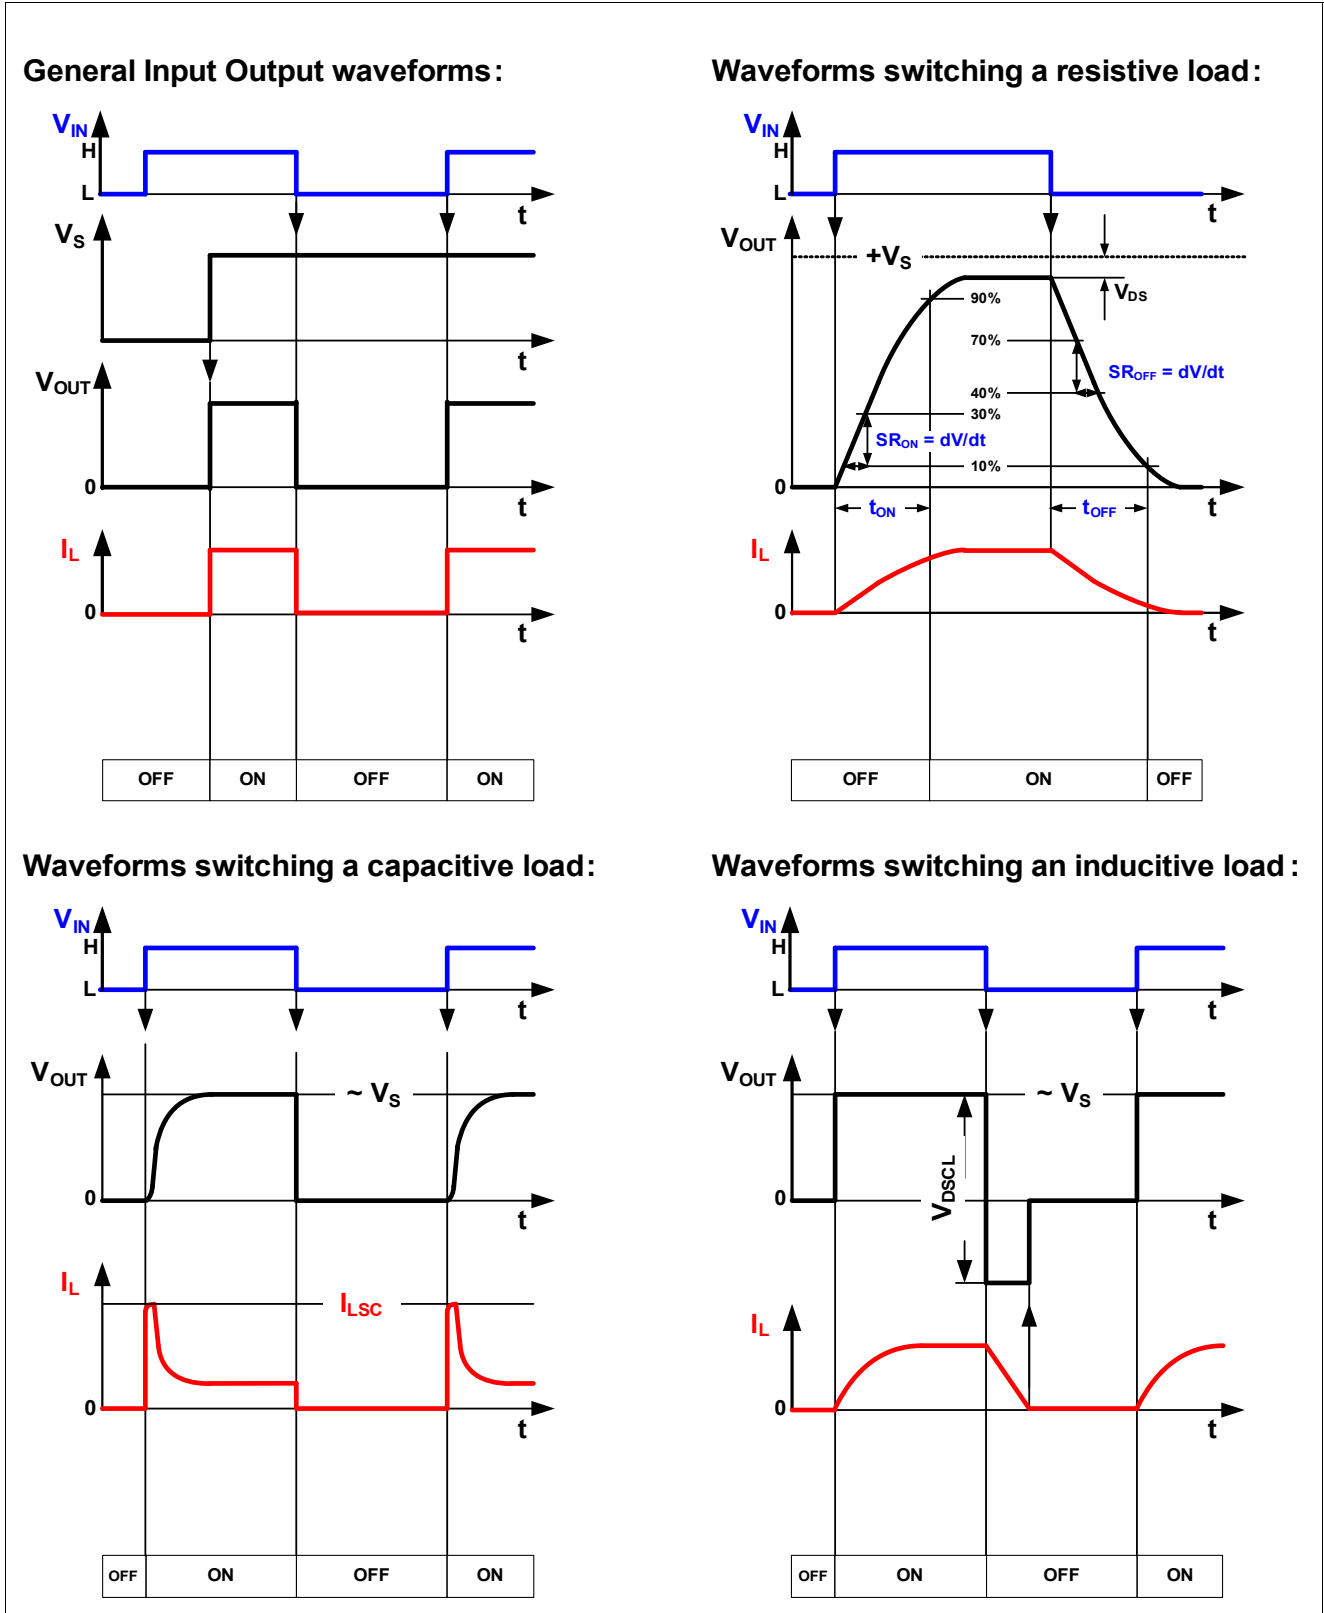 General Input Output waveforms:
VIN
H
L
t
VS
t
VOUT
0
t
IL
0
t
OFF ON OFF ON
Waveforms switching a resistive load:
VIN
H
L
t
VOUT
+VS
VDS
90%
70%
SROFF = dV/dt
40%
30%
SRON = dV/dt
10%
0
t
tON
tOFF
IL
0
t
OFF ON OFF
Waveforms switching a capacitive load:
VIN
H
L
t
VOUT
~ VS
0
t
IL
ILSC
0
t
OFF ON OFF ON
Waveforms switching an inducitive load:
VIN
H
L
t
VOUT
~ VS
VDSCL
0
t
IL
0
t
OFF ON OFF ON